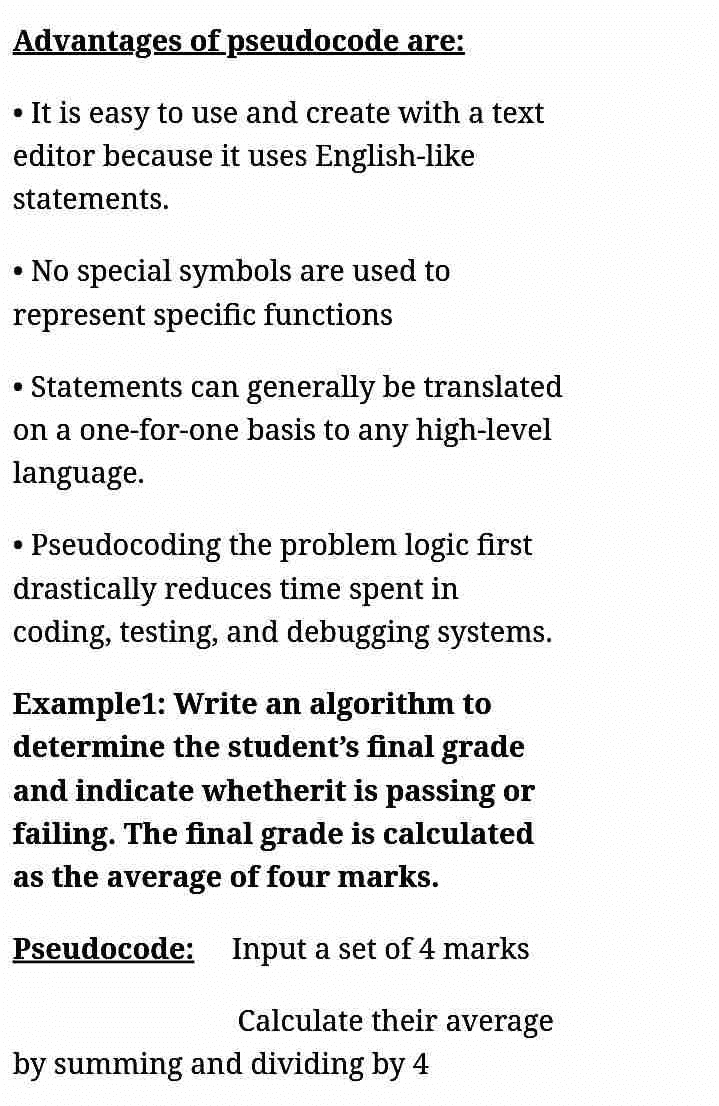 Advantages of pseudocode are:
• It is easy to use and create with a text
editor because it uses English-like
statements.
• No special symbols are used to
represent specific functions
• Statements can generally be translated
on a one-for-one basis to any high-level
language.
• Pseudocoding the problem logic first
drastically reduces time spent in
coding, testing, and debugging systems.
Example1: Write an algorithm to
determine the student’s final grade
and indicate whetherit is passing or
failing. The final grade is calculated
as the average of four marks.
Pseudocode: Input a set of 4 marks
Calculate their average
by summing and dividing by 4